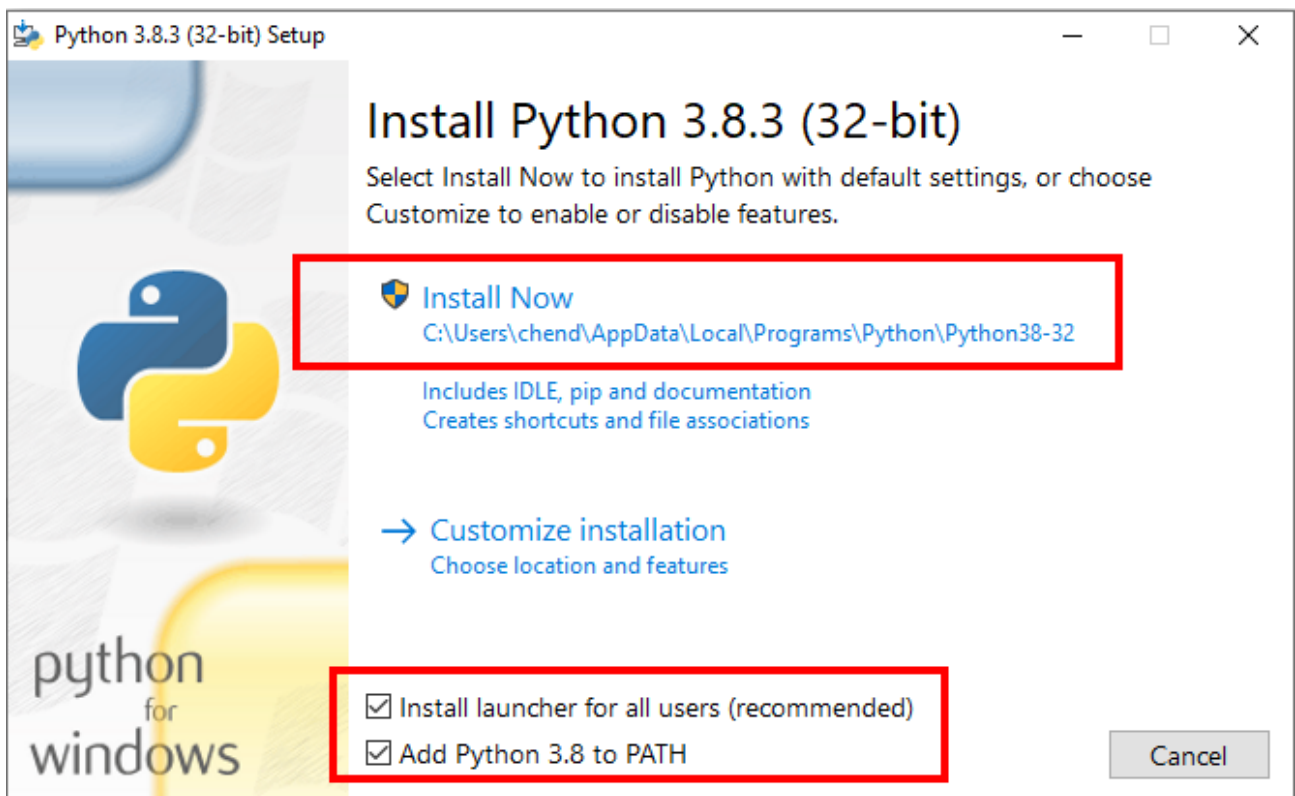 Python 3.8.3 (32-bit) Setup
Install Python 3.8.3 (32-bit)
Select Install Now to install Python with default settings, or choose
Customize to enable or disable features.
Install Now
C:\Users\chend\AppData\Local\Programs\Python\Python38-32
Includes IDLE, pip and documentation
Creates shortcuts and file associations
Customize installation
Choose location and features
python
for
windows
Install launcher for all users (recommended)
Add Python 3.8 to PATH
Cancel